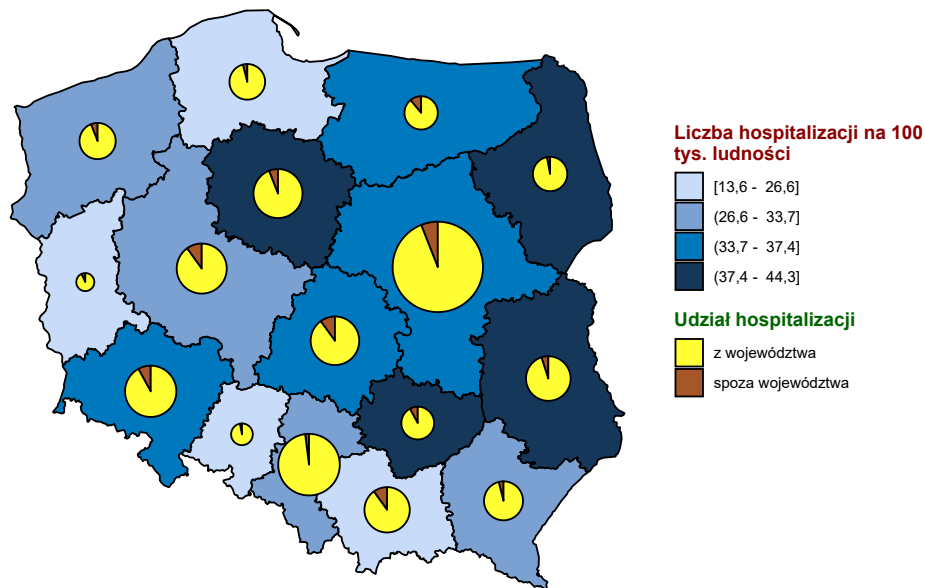 Liczba hospitalizacji na 100
tys. ludności
[13,6 - 26,6]
(26,6 - 33,7]
(33,7 - 37,4]
(37,4 - 44,3]
Udział hospitalizacji
z województwa
spoza województwa